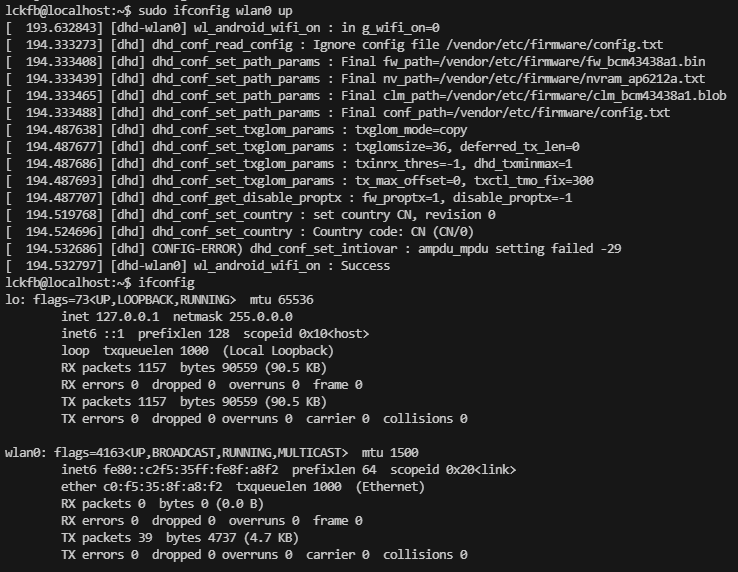 lckfb@localhost:~$ sudo ifconfig wlan0 up
[  193.632843] [dhd-wlan0] wl_android_wifi_on : in g_wifi_on=0
[  194.333273] [dhd] dhd_conf_read_config : Ignore config file /vendor/etc/firmware/config.txt
[  194.333408] [dhd] dhd_conf_set_path_params : Final fw_path=/vendor/etc/firmware/fw_bcm43438a1.bin
[  194.333439] [dhd] dhd_conf_set_path_params : Final nv_path=/vendor/etc/firmware/nvram_ap6212a.txt
[  194.333465] [dhd] dhd_conf_set_path_params : Final clm_path=/vendor/etc/firmware/clm_bcm43438a1.blob
[  194.333488] [dhd] dhd_conf_set_path_params : Final conf_path=/vendor/etc/firmware/config.txt
[  194.487638] [dhd] dhd_conf_set_txglom_params : txglom_mode=copy
[  194.487677] [dhd] dhd_conf_set_txglom_params : txglomsize=36, deferred_tx_len=0
[  194.487686] [dhd] dhd_conf_set_txglom_params : txinrx_thres=-1, dhd_txminmax=1
[  194.487693] [dhd] dhd_conf_set_txglom_params : tx_max_offset=0, txctl_tmo_fix=300
[  194.487707] [dhd] dhd_conf_get_disable_proptx : fw_proptx=1, disable_proptx=-1
[  194.519768] [dhd] dhd_conf_set_country : set country CN, revision 0
[  194.524696] [dhd] dhd_conf_set_country : Country code: CN (CN/0)
[  194.532686] [dhd] CONFIG-ERROR) dhd_conf_set_intiovar : ampdu_mpdu setting failed -29
[  194.532797] [dhd-wlan0] wl_android_wifi_on : Success
lckfb@localhost:~$ ifconfig
lo: flags=73<UP,LOOPBACK,RUNNING>  mtu 65536
        inet 127.0.0.1  netmask 255.0.0.0
        inet6 ::1  prefixlen 128  scopeid 0x10<host>
        loop  txqueuelen 1000  (Local Loopback)
        RX packets 1157  bytes 90559 (90.5 KB)
        RX errors 0  dropped 0  overruns 0  frame 0
        TX packets 1157  bytes 90559 (90.5 KB)
        TX errors 0  dropped 0 overruns 0  carrier 0  collisions 0

wlan0: flags=4163<UP,BROADCAST,RUNNING,MULTICAST>  mtu 1500
        inet6 fe80::c2f5:35ff:fe8f:a8f2  prefixlen 64  scopeid 0x20<link>
        ether c0:f5:35:8f:a8:f2  txqueuelen 1000  (Ethernet)
        RX packets 0  bytes 0 (0.0 B)
        RX errors 0  dropped 0  overruns 0  frame 0
        TX packets 39  bytes 4737 (4.7 KB)
        TX errors 0  dropped 0 overruns 0  carrier 0  collisions 0